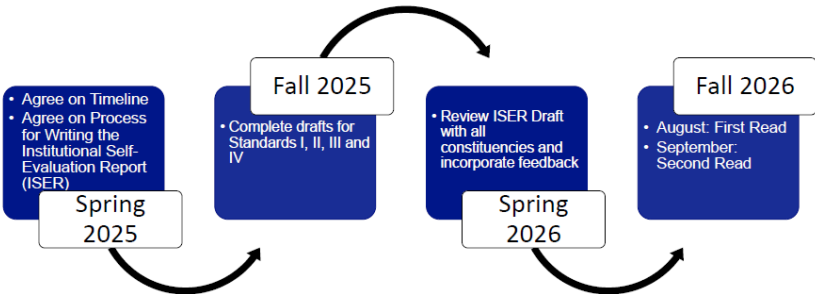 • Agree on Timeline
• Agree on Process
for Writing the
Institutional Self-
Evaluation Report
(ISER)
Spring
2025
Fall 2025
• Complete drafts for
Standards I, II, III and
IV
• Review ISER Draft
with all
constituencies and
incorporate feedback
Spring
2026
Fall 2026
• August: First Read
• September:
Second Read